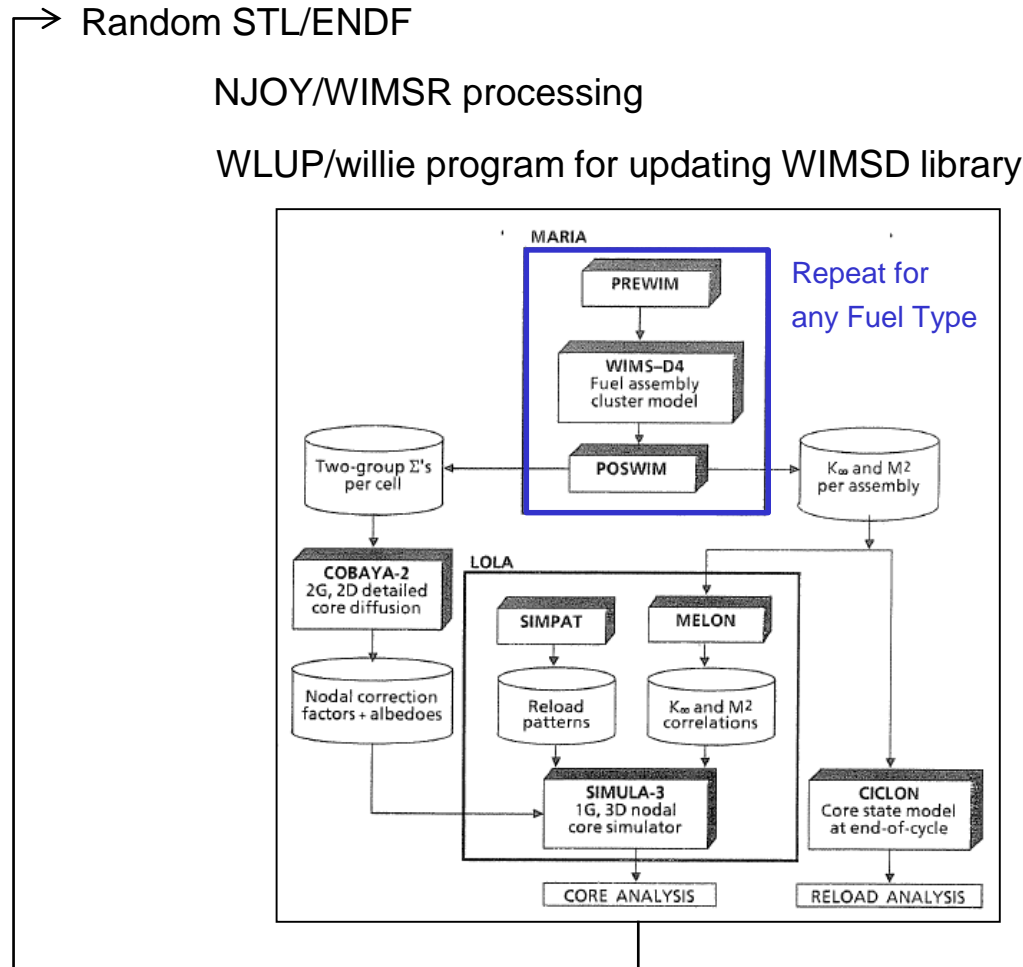 Random STL/ENDF
NJOY/WIMSR processing
WLUP/willie program for updating WIMSD library
MARIA
PREWIM
Repeat for
any Fuel Type
WIMS–D4
Fuel assembly
cluster model
POSWIM
Two-group Σ's
per cell
K∞ and M²
per assembly
COBAYA-2
2G, 2D detailed
core diffusion
LOLA
SIMPAT
MELON
Nodal correction
factors + albedoes
Reload
patterns
K∞ and M²
correlations
SIMULA-3
1G, 3D nodal
core simulator
CICLON
Core state model
at end-of-cycle
CORE ANALYSIS
RELOAD ANALYSIS